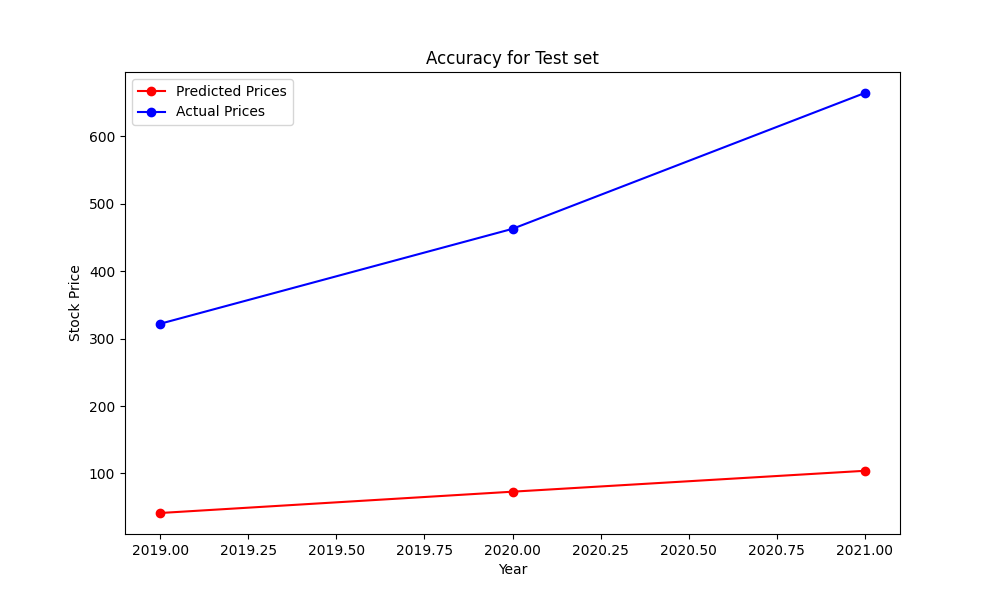 Accuracy for Test set
Predicted Prices
Actual Prices
600
500
400
300
200
100
Stock Price
2019.00 2019.25 2019.50 2019.75 2020.00 2020.25 2020.50 2020.75 2021.00
Year